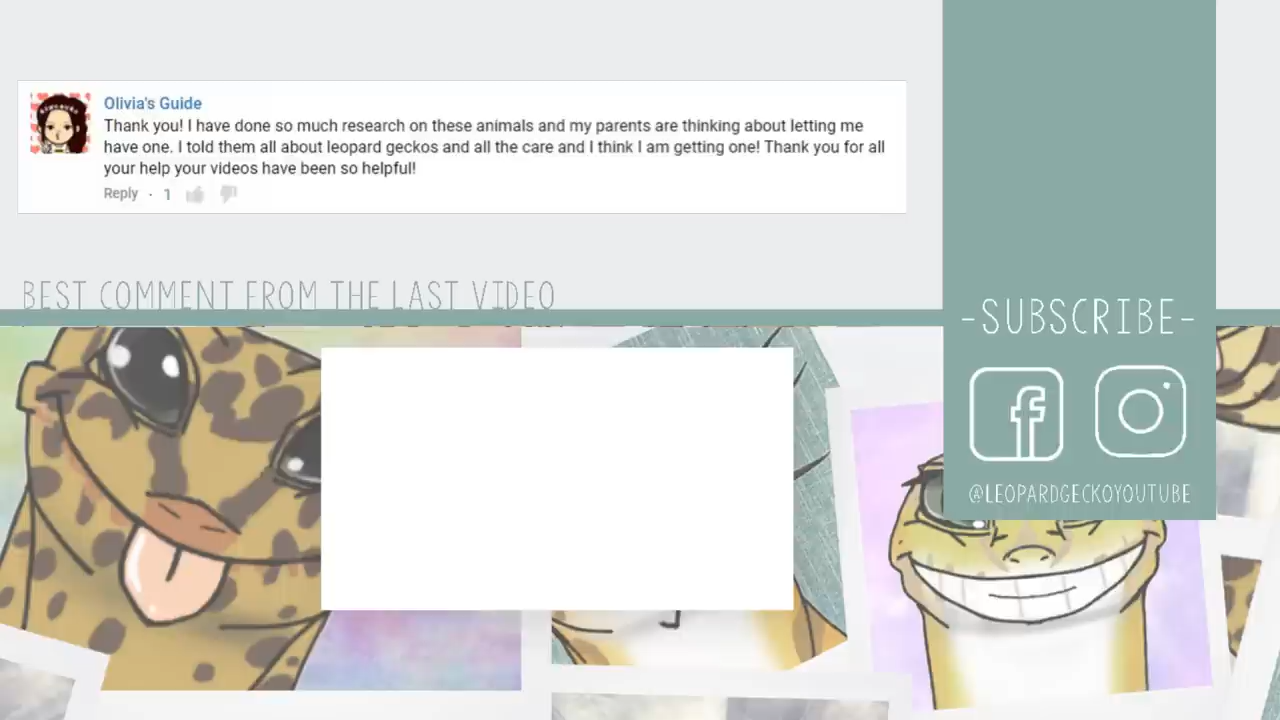 Olivia's Guide
Thank you! I have done so much research on these animals and my parents are thinking about letting me
have one. I told them all about leopard geckos and all the care and I think I am getting one! Thank you for all
your help your videos have been so helpful!
Reply · 1
BEST COMMENT FROM THE LAST VIDEO
-SUBSCRIBE-
@LEOPARDGECKOYOUTUBE